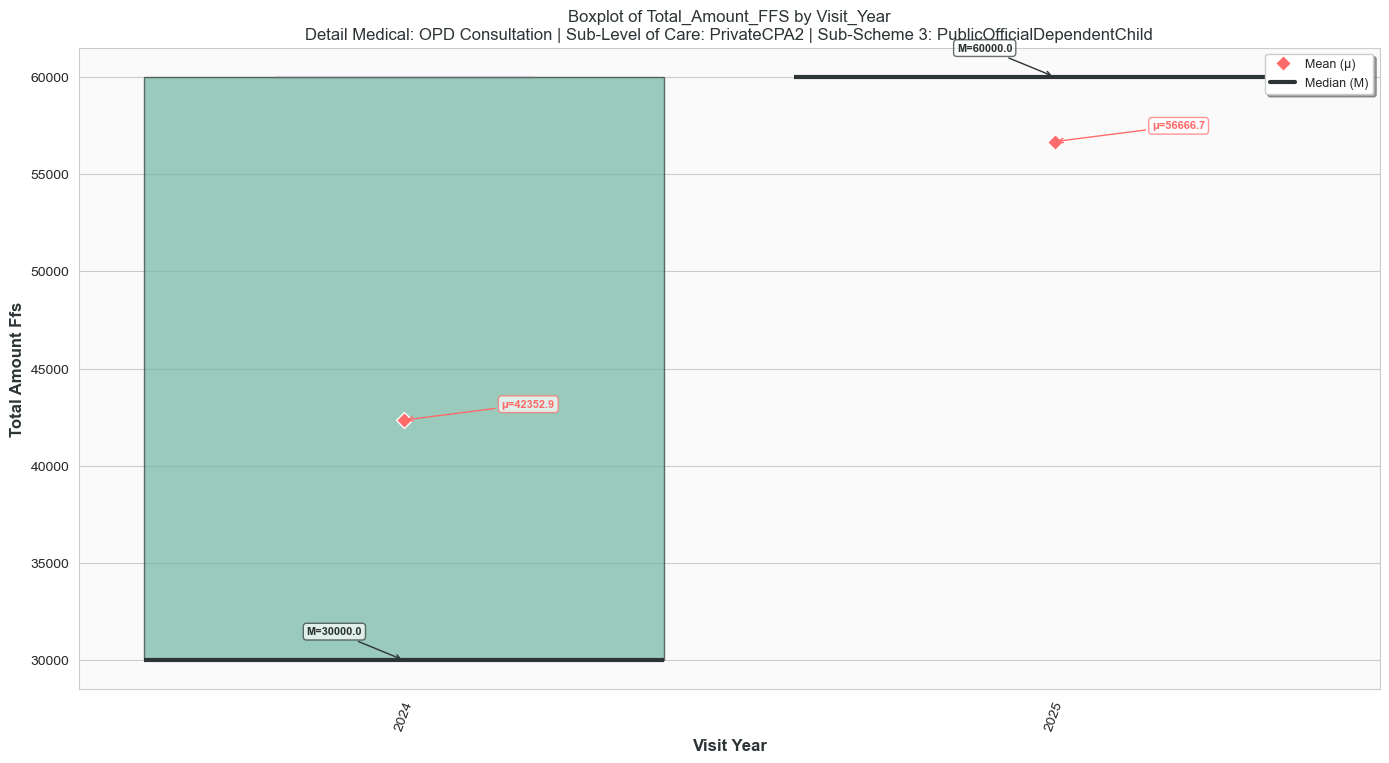 Boxplot of Total_Amount_FFS by Visit_Year
Detail Medical: OPD Consultation | Sub-Level of Care: PrivateCPA2 | Sub-Scheme 3: PublicOfficialDependentChild
M=60000.0
Mean (μ)
Median (M)
60000
μ=56666.7
55000
50000
45000
μ=42352.9
40000
35000
M=30000.0
30000
Total Amount Ffs
2024
2025
Visit Year